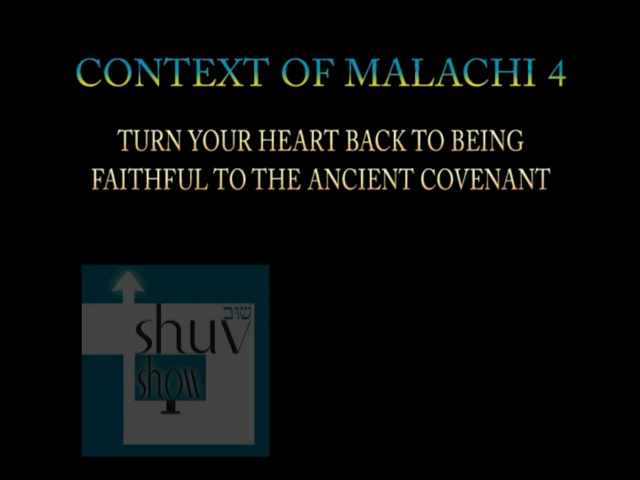 CONTEXT OF MALACHI 4
TURN YOUR HEART BACK TO BEING
FAITHFUL TO THE ANCIENT COVENANT
שוב
shuv
show